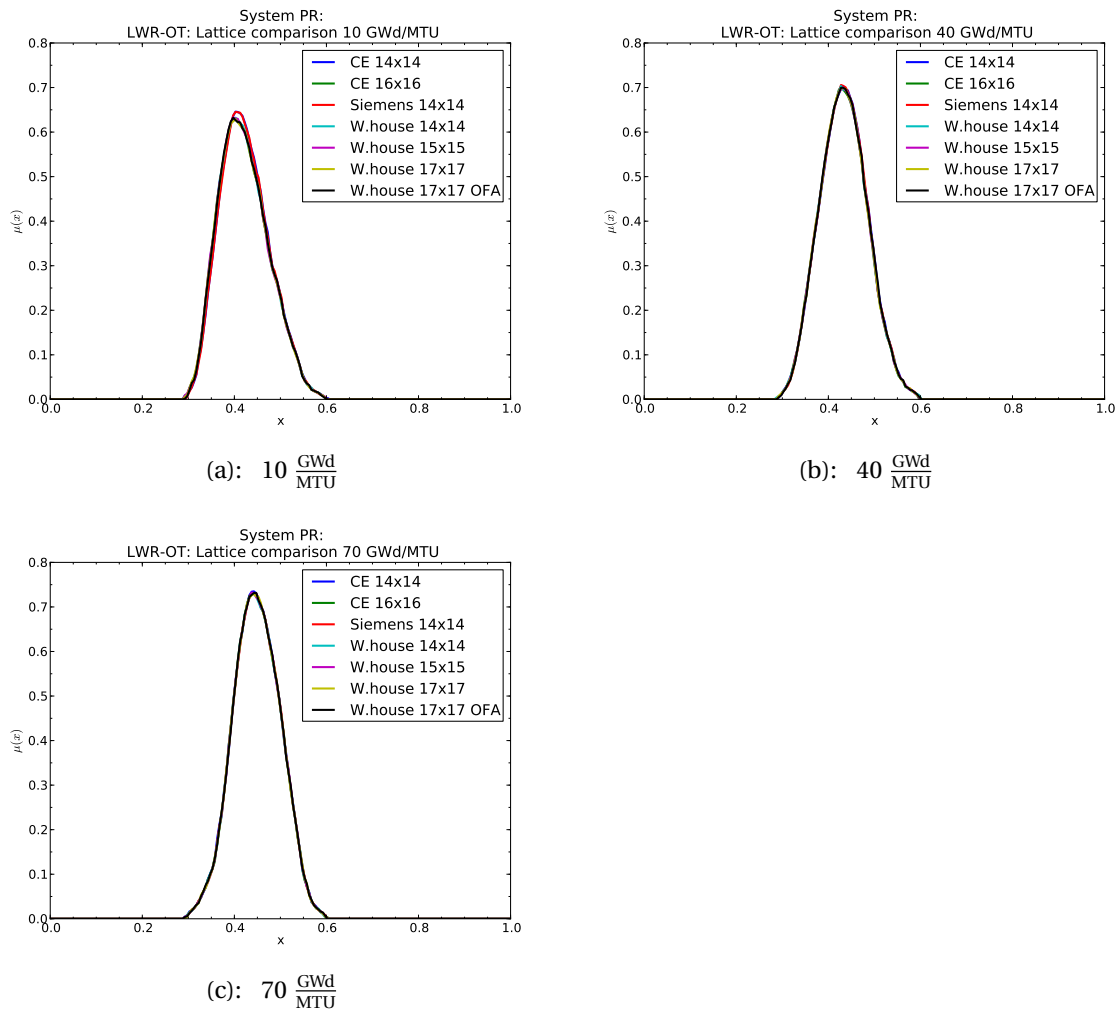 System PR:
LWR-OT: Lattice comparison 10 GWd/MTU
0.8
0.7
0.6
0.5
0.4
0.3
0.2
0.1
0.0
μ(x)
CE 14x14
CE 16x16
Siemens 14x14
W.house 14x14
W.house 15x15
W.house 17x17
W.house 17x17 OFA
0.0 0.2 0.4 0.6 0.8 1.0
x
(a): 10 GWd/MTU
System PR:
LWR-OT: Lattice comparison 40 GWd/MTU
0.8
0.7
0.6
0.5
0.4
0.3
0.2
0.1
0.0
μ(x)
CE 14x14
CE 16x16
Siemens 14x14
W.house 14x14
W.house 15x15
W.house 17x17
W.house 17x17 OFA
0.0 0.2 0.4 0.6 0.8 1.0
x
(b): 40 GWd/MTU
System PR:
LWR-OT: Lattice comparison 70 GWd/MTU
0.8
0.7
0.6
0.5
0.4
0.3
0.2
0.1
0.0
μ(x)
CE 14x14
CE 16x16
Siemens 14x14
W.house 14x14
W.house 15x15
W.house 17x17
W.house 17x17 OFA
0.0 0.2 0.4 0.6 0.8 1.0
x
(c): 70 GWd/MTU